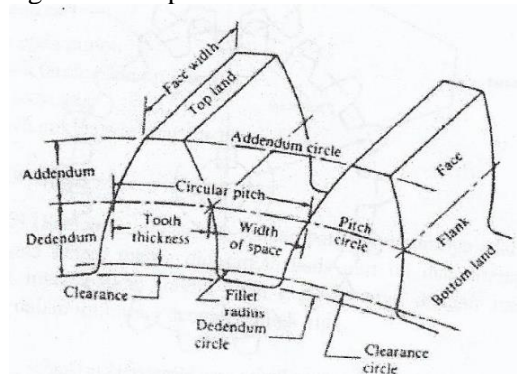 Face width
Top land
Addendum circle
Addendum
Face
Circular pitch
Tooth
thickness
Width
of space
Pitch
circle
Flank
Dedendum
Bottom land
Clearance
Fillet
radius
Dedendum
circle
Clearance
circle